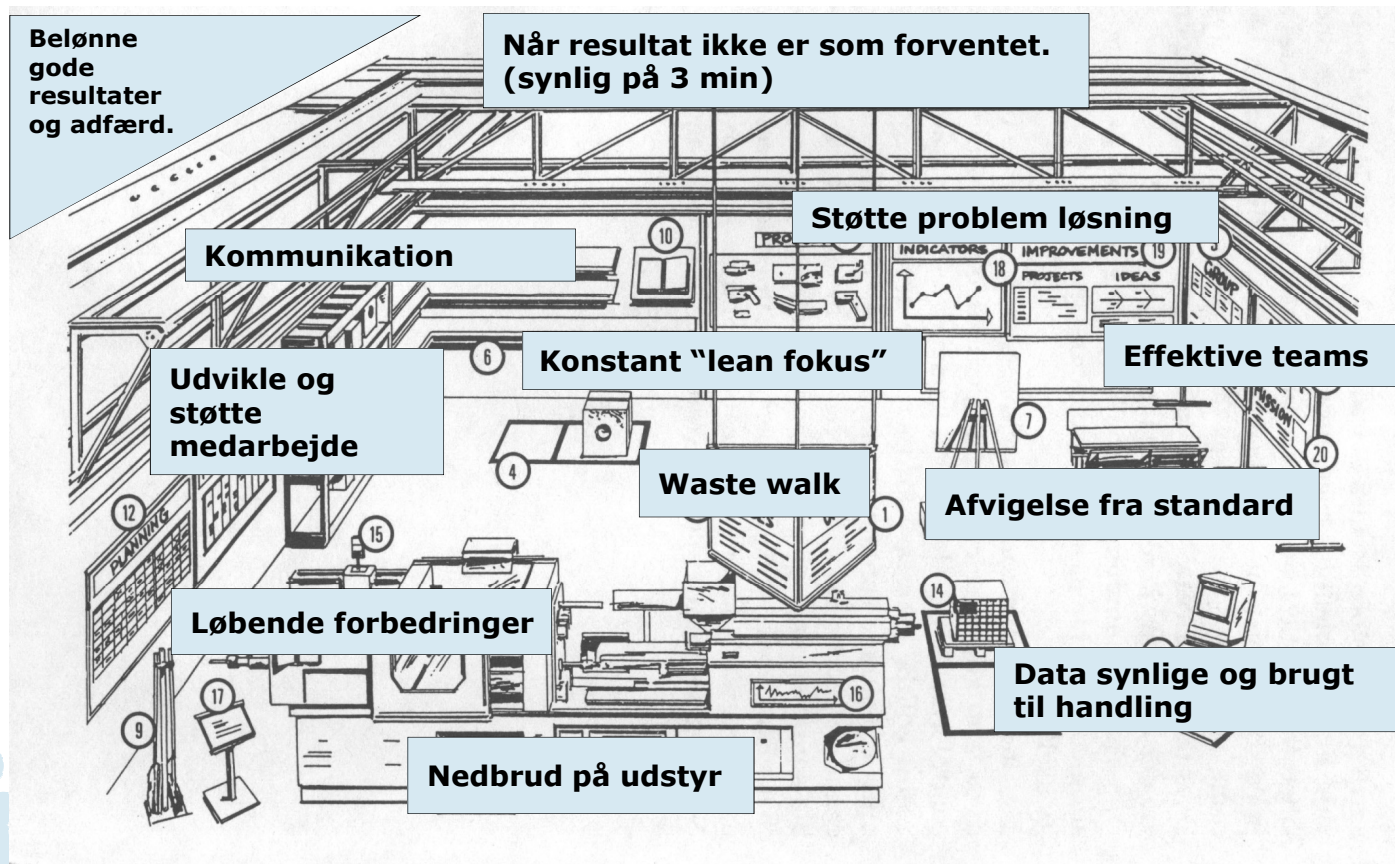 Belønne
gode
resultater
og adfærd.
Når resultat ikke er som forventet.
(synlig på 3 min)
Støtte problem løsning
Kommunikation
10
INDICATORS
18
IMPROVEMENTS
19
PROJECTS
IDEAS
GROUP
6
Konstant “lean fokus”
Effektive teams
Udvikle og
støtte
medarbejde
MISSION
7
4
20
Waste walk
1
Afvigelse fra standard
12
PLANNING
15
14
Løbende forbedringer
Data synlige og brugt
til handling
16
17
9
Nedbrud på udstyr